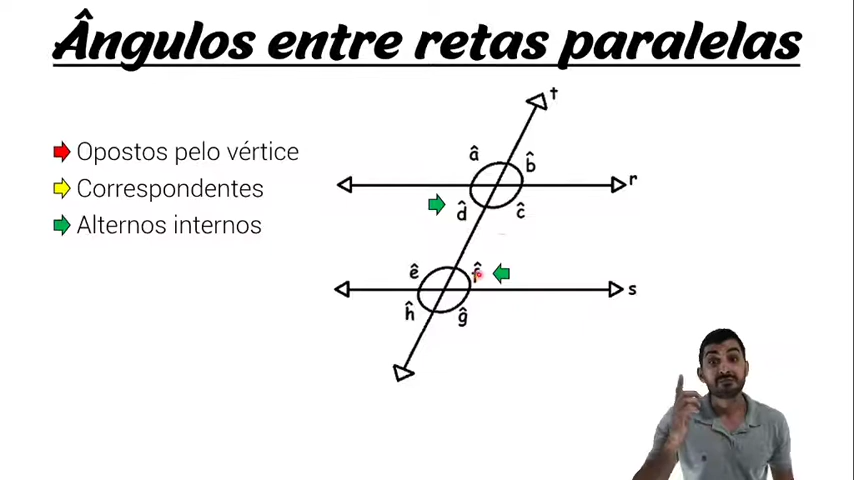 Ângulos entre retas paralelas
Opostos pelo vértice
Correspondentes
Alternos internos
t
â
b̂
r
d̂
ĉ
ê
f̂
s
ĥ
ĝ